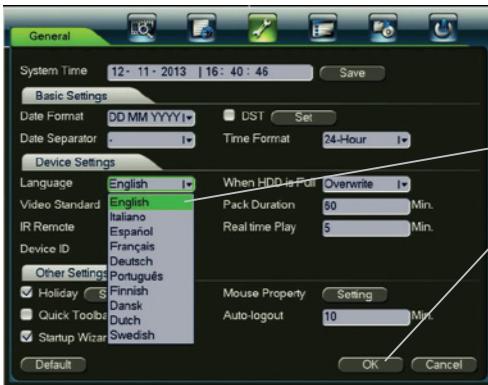 General
System Time 12- 11- 2013 | 16: 40: 46 Save
Basic Settings
Date Format DD MM YYYY DST Set
Date Separator - Time Format 24-Hour
Device Settings
Language English When HDD is Full Overwrite
Video Standard English Pack Duration 60 Min.
Italiano
IR Remote Español Real time Play 5 Min.
Français
Device ID Deutsch
Other Settings Português
Holiday Finnish Mouse Property Setting
Dansk
Quick Dutch Auto-logout 10 Min.
Startup Swedish
Default OK Cancel